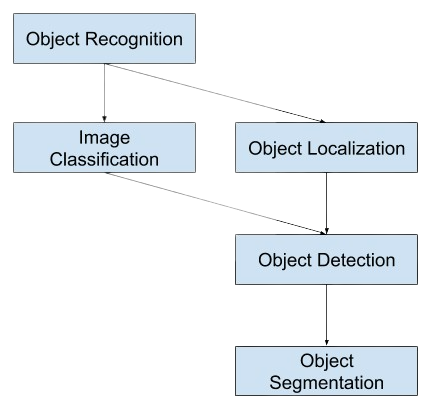 Object Recognition
Image
Classification
Object Localization
Object Detection
Object
Segmentation